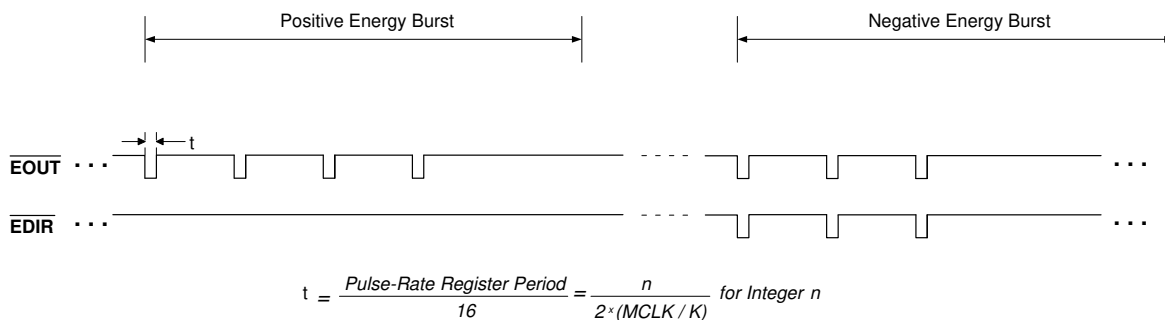 Positive Energy Burst
Negative Energy Burst
t
EOUT . . . . . .
EDIR . . . . . .
t = Pulse-Rate Register Period / 16 = n / 2 x (MCLK / K) for Integer n